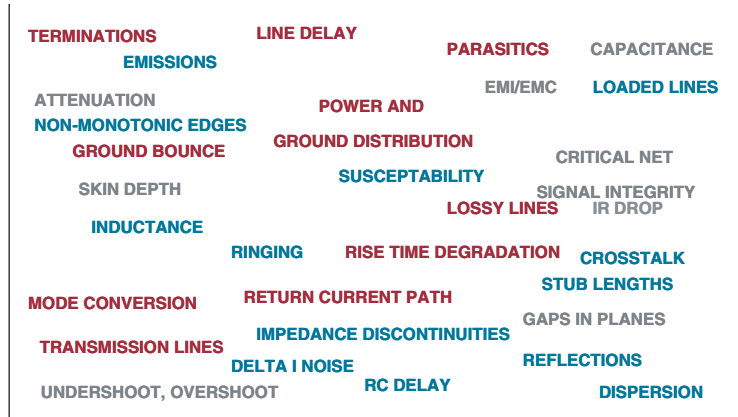 TERMINATIONS
LINE DELAY
PARASITICS
CAPACITANCE
EMISSIONS
EMI/EMC
LOADED LINES
ATTENUATION
POWER AND
NON-MONOTONIC EDGES
GROUND DISTRIBUTION
GROUND BOUNCE
CRITICAL NET
SUSCEPTABILITY
SKIN DEPTH
SIGNAL INTEGRITY
LOSSY LINES
IR DROP
INDUCTANCE
RINGING
RISE TIME DEGRADATION
CROSSTALK
STUB LENGTHS
MODE CONVERSION
RETURN CURRENT PATH
GAPS IN PLANES
IMPEDANCE DISCONTINUITIES
TRANSMISSION LINES
REFLECTIONS
DELTA I NOISE
RC DELAY
UNDERSHOOT, OVERSHOOT
DISPERSION